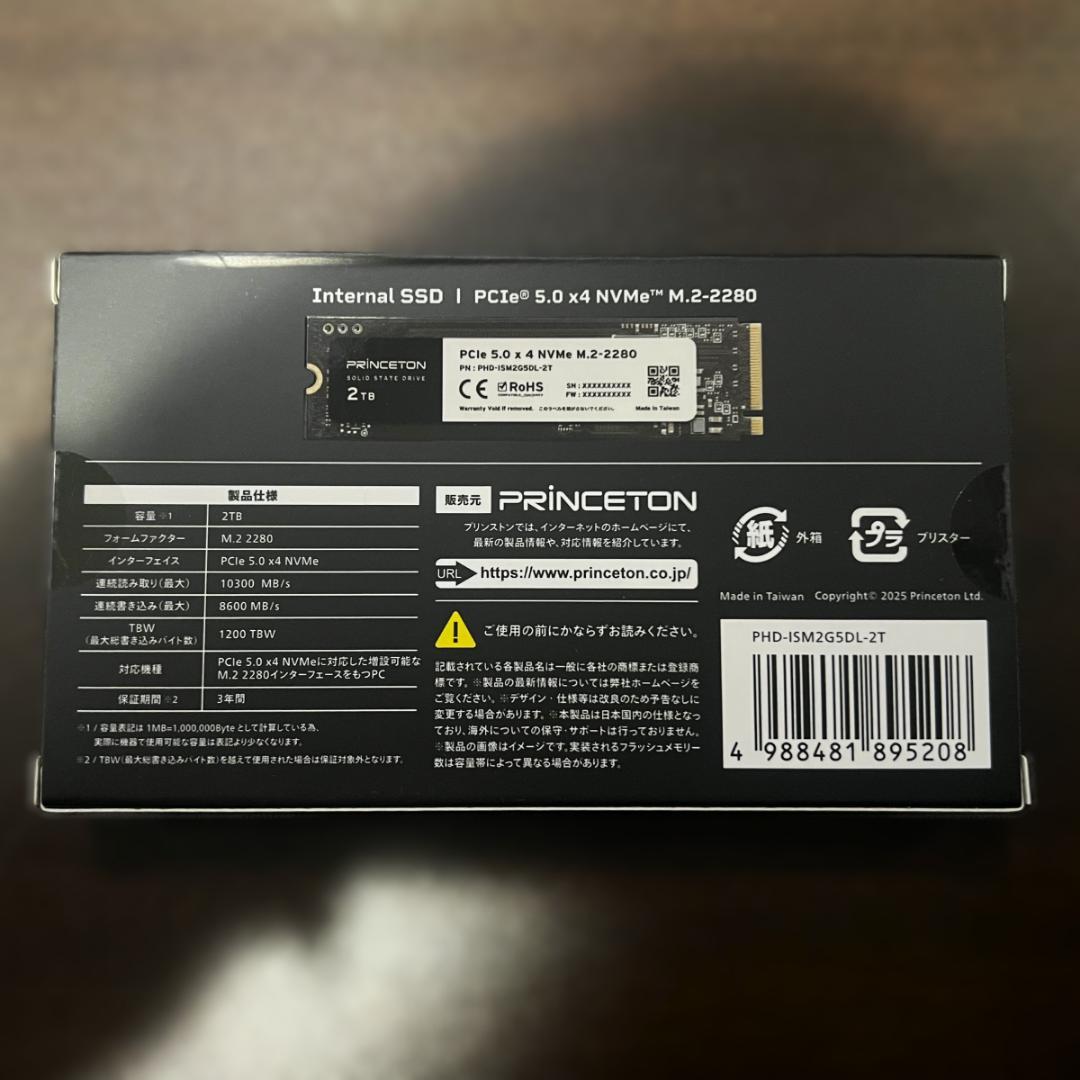 Internal SSD | PCIe® 5.0 x4 NVMe™ M.2-2280
PRINCETON
SOLID STATE DRIVE
2TB
PCIe 5.0 x 4 NVMe M.2-2280
PN : PHD-ISM2G5DL-2T
CE RoHS
SN : XXXXXXXXXX
FW : XXXXXXXXXX
Warranty Void if removed. このラベルを剥がさないでください。 Made in Taiwan
製品仕様
容量※1 2TB
フォームファクター M.2 2280
インターフェイス PCIe 5.0 x4 NVMe
連続読み取り(最大) 10300 MB/s
連続書き込み(最大) 8600 MB/s
TBW
(最大総書き込みバイト数) 1200 TBW
対応機種 PCIe 5.0 x4 NVMeに対応した増設可能な
M.2 2280インターフェースをもつPC
保証期間※2 3年間
※1 / 容量表記は 1MB=1,000,000Byte として計算している為、
実際に機器で使用可能な容量は表記より少なくなります。
※2 / TBW(最大総書き込みバイト数)を越えて使用された場合は保証対象外となります。
販売元 PRINCETON
プリンストンでは、インターネットのホームページにて、
最新の製品情報や、対応情報を紹介しています。
URL https://www.princeton.co.jp/
ご使用の前にかならずお読みください。
記載されている各製品名は一般に各社の商標または登録商
標です。※製品の最新情報については弊社ホームページを
ご覧ください。※デザイン・仕様等は改良のため予告なしに
変更する場合があります。※本製品は日本国内の仕様となっ
ており、海外についての保守・サポートは行っておりません。
※製品の画像はイメージです。実装されるフラッシュメモリー
数は容量帯によって異なる場合があります。
紙 外箱 プラ ブリスター
Made in Taiwan Copyright© 2025 Princeton Ltd.
PHD-ISM2G5DL-2T
4 988481 895208